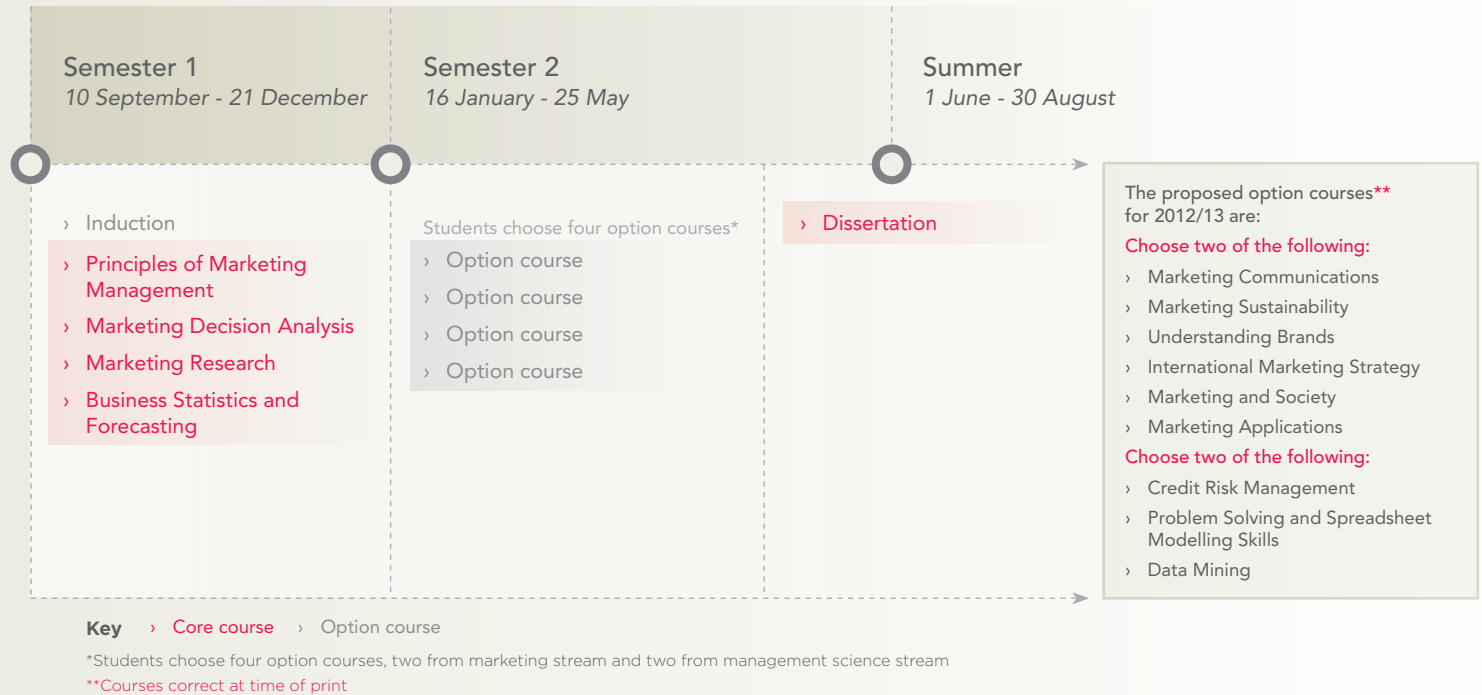 Semester 1
10 September - 21 December
Semester 2
16 January - 25 May
Summer
1 June - 30 August
› Induction
› Principles of Marketing
Management
› Marketing Decision Analysis
› Marketing Research
› Business Statistics and
Forecasting
Students choose four option courses*
› Option course
› Option course
› Option course
› Option course
› Dissertation
The proposed option courses**
for 2012/13 are:
Choose two of the following:
› Marketing Communications
› Marketing Sustainability
› Understanding Brands
› International Marketing Strategy
› Marketing and Society
› Marketing Applications
Choose two of the following:
› Credit Risk Management
› Problem Solving and Spreadsheet
Modelling Skills
› Data Mining
Key › Core course › Option course
*Students choose four option courses, two from marketing stream and two from management science stream
**Courses correct at time of print